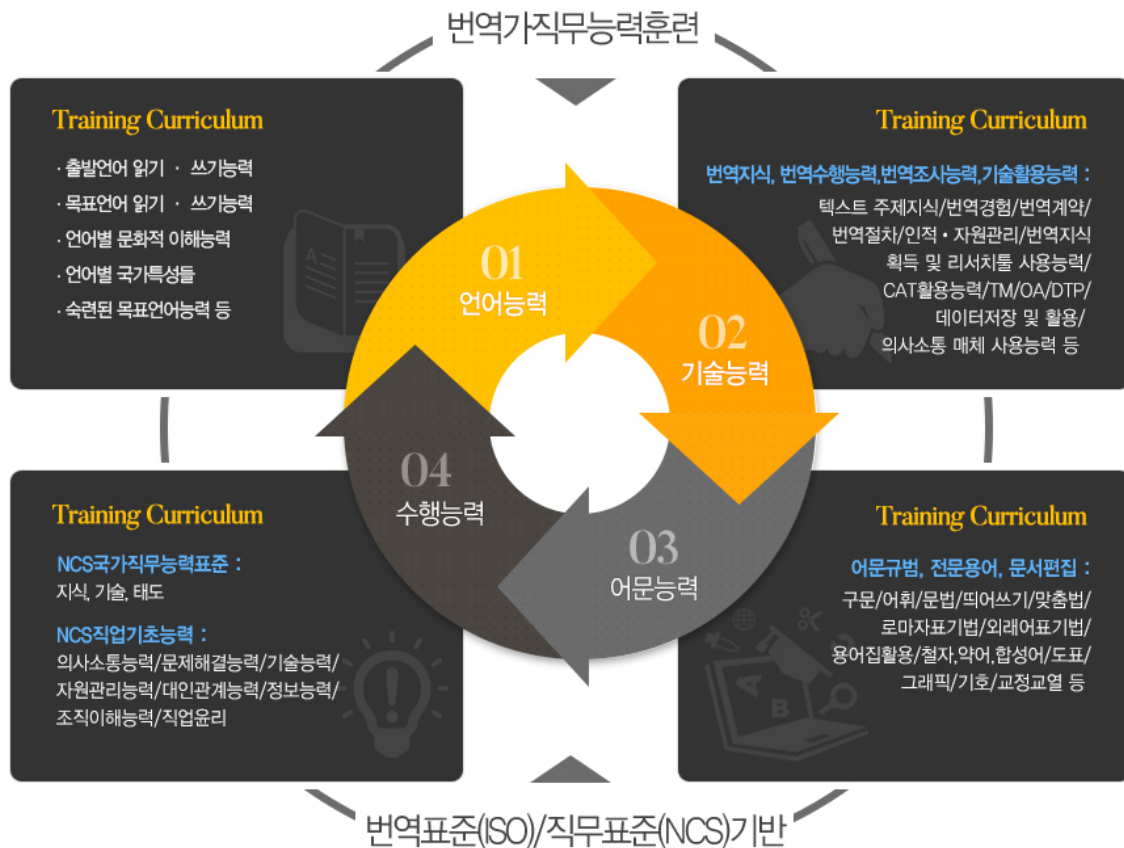 번역가직무능력훈련
Training Curriculum
· 출발언어 읽기 · 쓰기능력
· 목표언어 읽기 · 쓰기능력
· 언어별 문화적 이해능력
· 언어별 국가특성들
· 숙련된 목표언어능력 등
Training Curriculum
번역지식, 번역수행능력,번역조사능력,기술활용능력 :
텍스트 주제지식/번역경험/번역계약/
번역절차/인적 • 자원관리/번역지식
획득 및 리서치툴 사용능력/
CAT활용능력/TM/OA/DTP/
데이터저장 및 활용/
의사소통 매체 사용능력 등
01
언어능력
02
기술능력
03
어문능력
04
수행능력
Training Curriculum
NCS국가직무능력표준 :
지식, 기술, 태도
NCS직업기초능력 :
의사소통능력/문제해결능력/기술능력/
자원관리능력/대인관계능력/정보능력/
조직이해능력/직업윤리
Training Curriculum
어문규범, 전문용어, 문서편집 :
구문/어휘/문법/띄어쓰기/맞춤법/
로마자표기법/외래어표기법/
용어집활용/철자,약어,합성어/도표/
그래픽/기호/교정교열 등
A
A
B
번역표준(ISO)/직무표준(NCS)기반